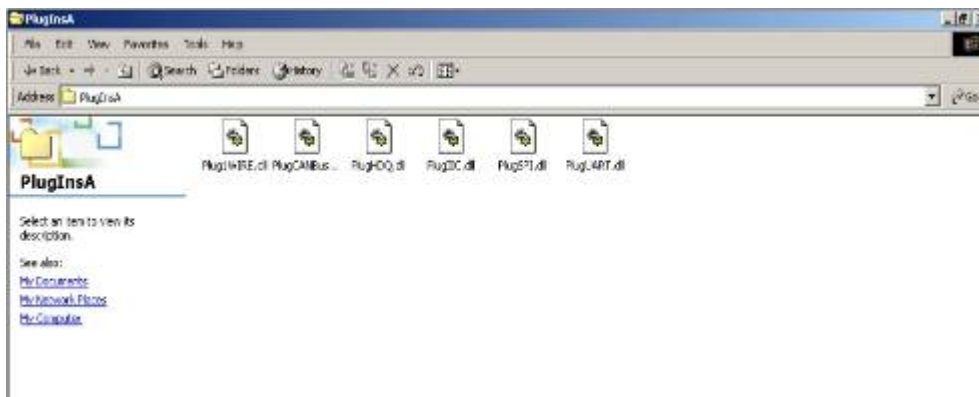 PlugInsA
File Edit View Favorites Tools Help
Back Search Folders History
Address PlugInsA Go
Plug1WIRE.dll PlugCANBus... PlugHDQ.dll PlugIIC.dll PlugSPI.dll PlugUART.dll
PlugInsA
Select an item to view its
description.
See also:
My Documents
My Network Places
My Computer